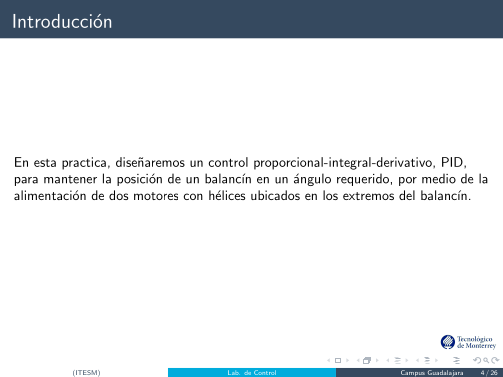 Introducción
En esta practica, diseñaremos un control proporcional-integral-derivativo, PID,
para mantener la posición de un balancín en un ángulo requerido, por medio de la
alimentación de dos motores con hélices ubicados en los extremos del balancín.
Tecnológico
de Monterrey
(ITESM) Lab. de Control Campus Guadalajara 4 / 26